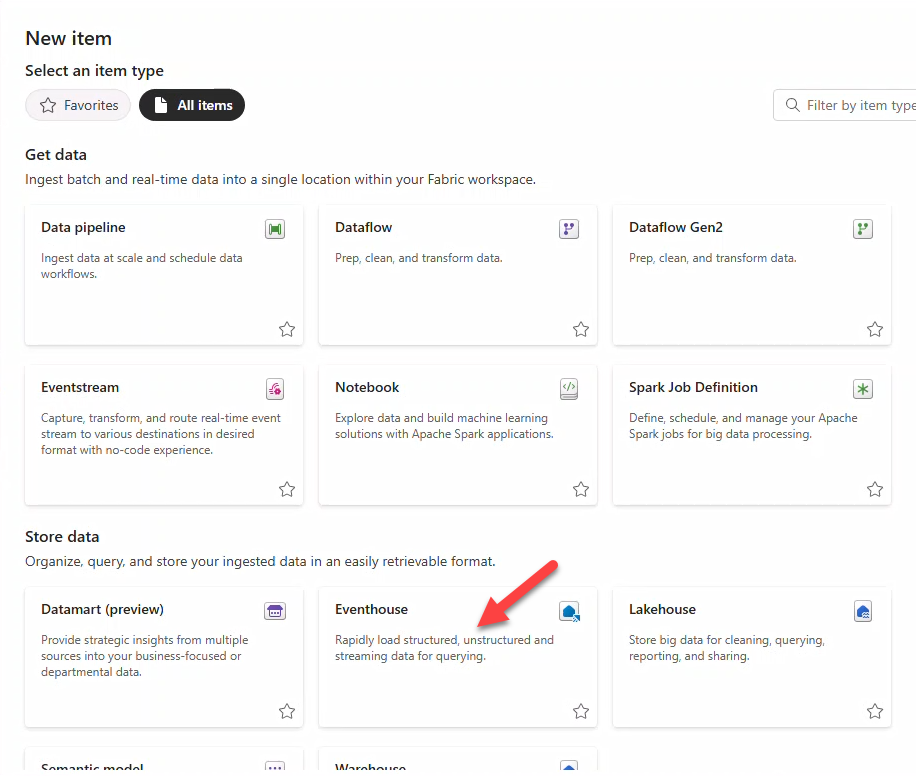 New item
Select an item type
Favorites
All items
Filter by item type
Get data
Ingest batch and real-time data into a single location within your Fabric workspace.
Data pipeline
Ingest data at scale and schedule data
workflows.
Dataflow
Prep, clean, and transform data.
Dataflow Gen2
Prep, clean, and transform data.
Eventstream
Capture, transform, and route real-time event
stream to various destinations in desired
format with no-code experience.
Notebook
Explore data and build machine learning
solutions with Apache Spark applications.
Spark Job Definition
Define, schedule, and manage your Apache
Spark jobs for big data processing.
Store data
Organize, query, and store your ingested data in an easily retrievable format.
Datamart (preview)
Provide strategic insights from multiple
sources into your business-focused or
departmental data.
Eventhouse
Rapidly load structured, unstructured and
streaming data for querying.
Lakehouse
Store big data for cleaning, querying,
reporting, and sharing.
Semantic model
Warehouse